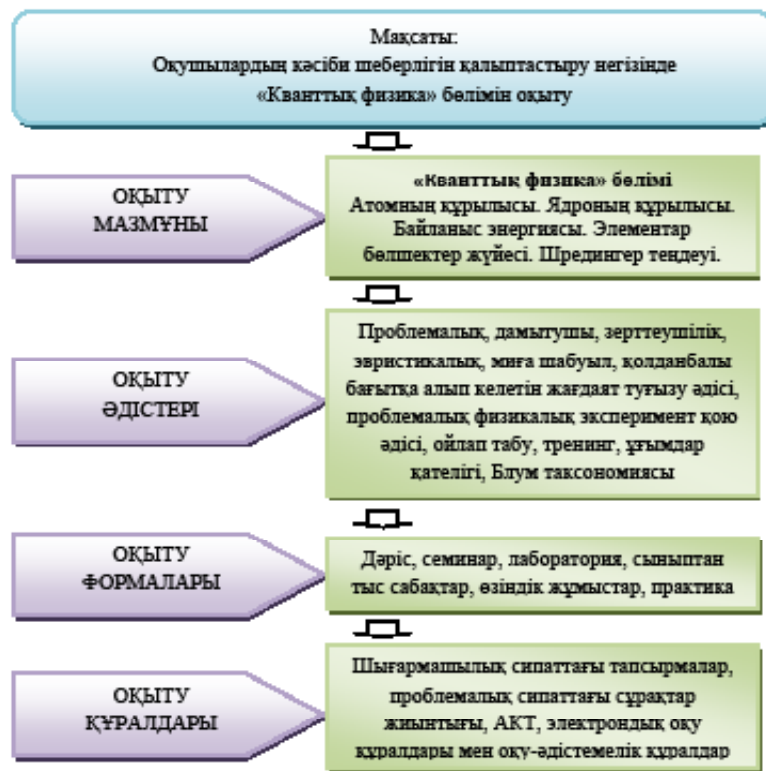 Мақсаты:
Оқушылардың кәсіби шеберлігін қалыптастыру негізінде
«Кванттық физика» бөлімін оқыту
ОҚЫТУ
МАЗМҰНЫ
«Кванттық физика» бөлімі
Атомның құрылысы. Ядроның құрылысы.
Байланыс энергиясы. Элементар
бөлшектер жүйесі. Шредингер теңдеуі.
ОҚЫТУ
ӘДІСТЕРІ
Проблемалық, дамытушы, зерттеушілік,
эвристикалық, миға шабуыл, қолданбалы
бағытқа алып келетін жағдаят туғызу әдісі,
проблемалық физикалық эксперимент қою
әдісі, ойлап табу, тренинг, ұғымдар
қателігі, Блум таксономиясы
ОҚЫТУ
ФОРМАЛАРЫ
Дәріс, семинар, лаборатория, сыныптан
тыс сабақтар, өзіндік жұмыстар, практика
ОҚЫТУ
ҚҰРАЛДАРЫ
Шығармашылық сипаттағы тапсырмалар,
проблемалық сипаттағы сұрақтар
жиынтығы, АКТ, электрондық оқу
құралдары мен оқу-әдістемелік құралдар